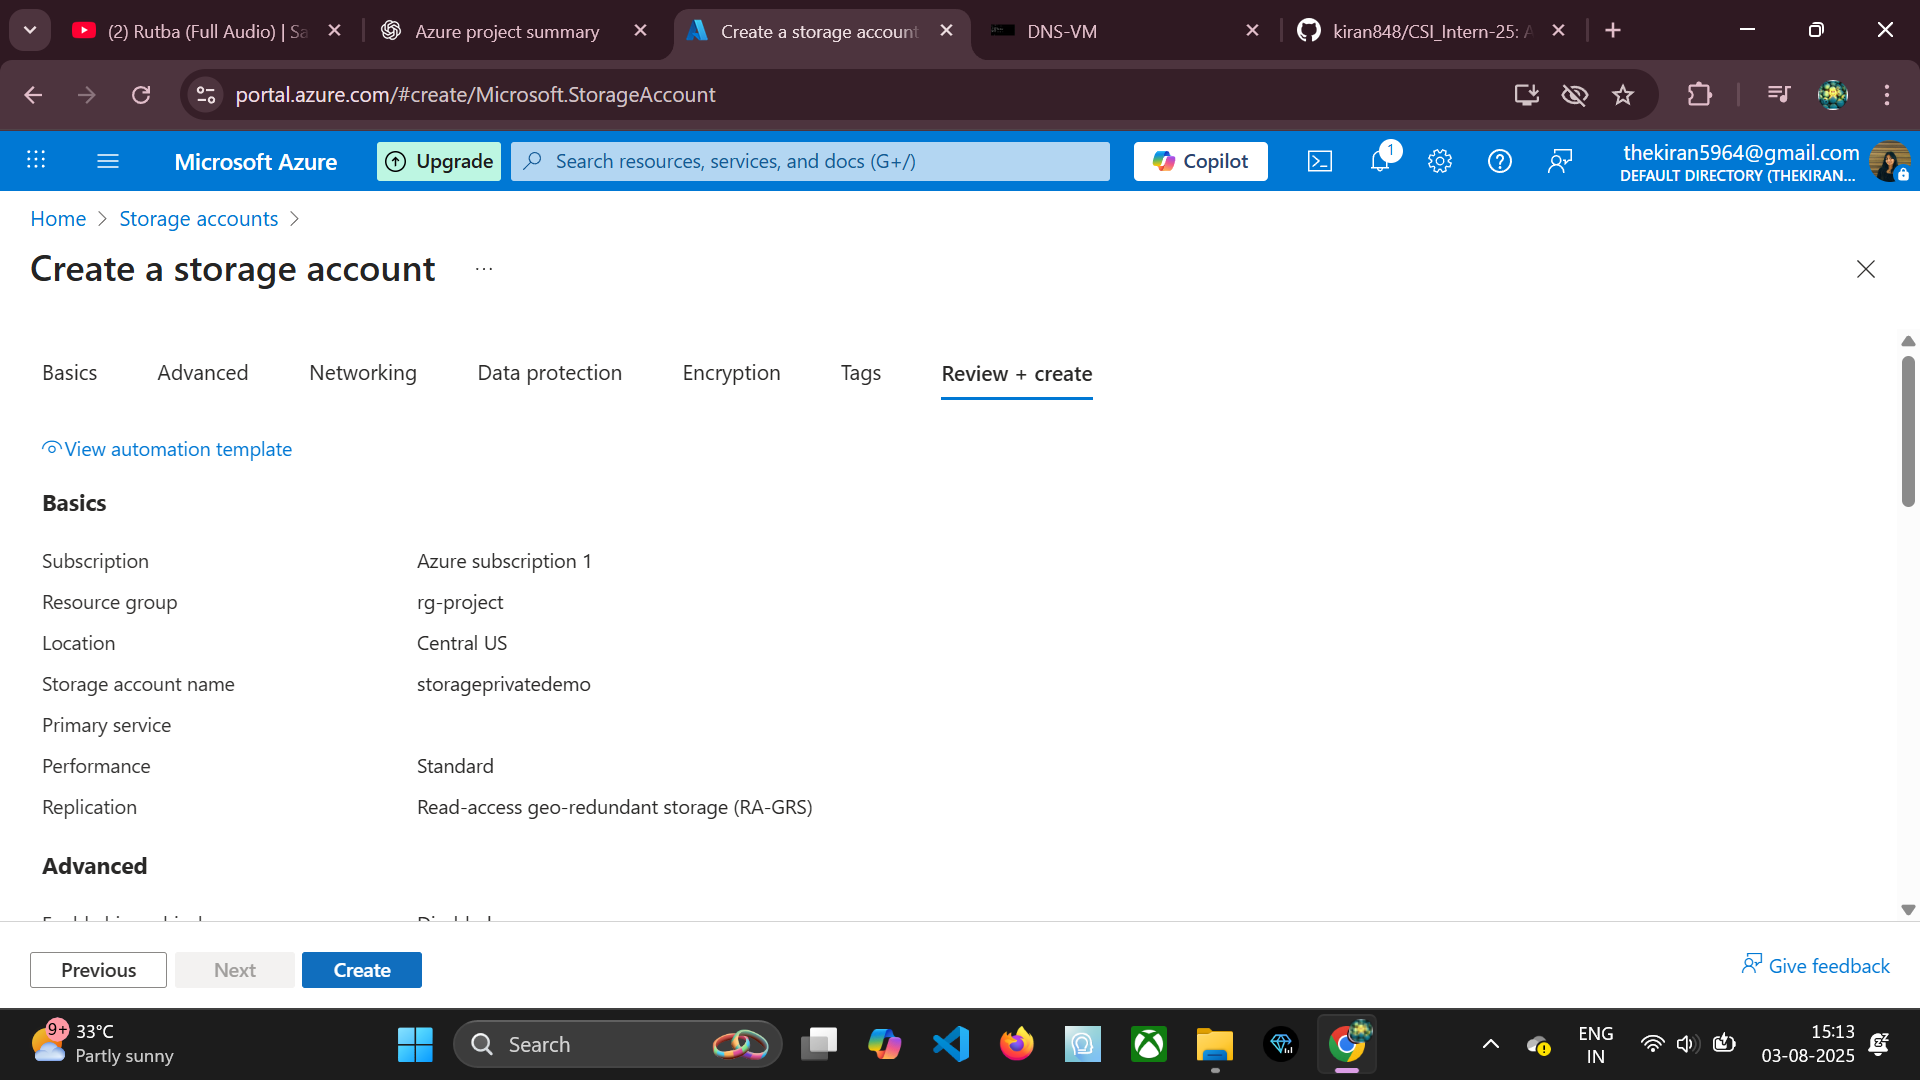 (2) Rutba (Full Audio) | Sa
Azure project summary
Create a storage account
DNS-VM
kiran848/CSI_Intern-25: A
portal.azure.com/#create/Microsoft.StorageAccount
Microsoft Azure
Upgrade
Search resources, services, and docs (G+/)
Copilot
1
thekiran5964@gmail.com
DEFAULT DIRECTORY (THEKIRAN...
Home
Storage accounts
Create a storage account
...
Basics
Advanced
Networking
Data protection
Encryption
Tags
Review + create
View automation template
Basics
Subscription
Azure subscription 1
Resource group
rg-project
Location
Central US
Storage account name
storageprivatedemo
Primary service
Performance
Standard
Replication
Read-access geo-redundant storage (RA-GRS)
Advanced
Previous
Next
Create
Give feedback
9+
33°C
Partly sunny
Search
ENG
IN
15:13
03-08-2025